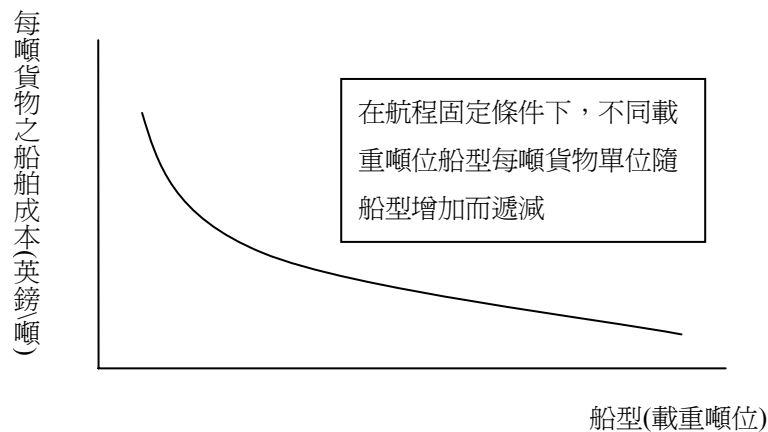 每噸貨物之船舶成本(英鎊/噸)
在航程固定條件下，不同載
重噸位船型每噸貨物單位隨
船型增加而遞減
船型(載重噸位)